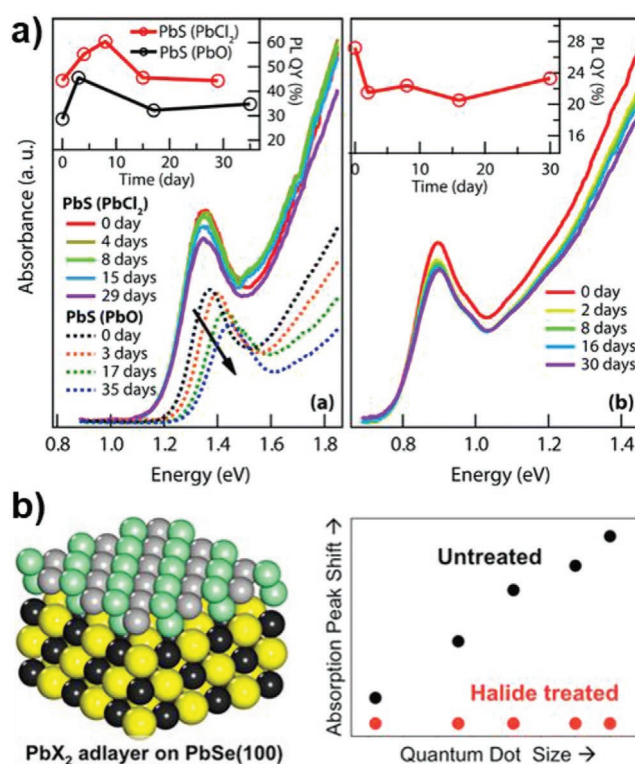 a)
PbS (PbCl2)
PbS (PbO)
60
50
40
30
20
PL QY (%)
0 10 20 30
Time (day)
PbS (PbCl2)
0 day
4 days
8 days
15 days
29 days
PbS (PbO)
0 day
3 days
17 days
35 days
Absorbance (a. u.)
(a)
0.8 1.0 1.2 1.4 1.6 1.8
Energy (eV)
28
24
20
16
PL QY (%)
0 10 20 30
Time (day)
0 day
2 days
8 days
16 days
30 days
(b)
0.8 1.0 1.2 1.4
Energy (eV)
b)
PbX2 adlayer on PbSe(100)
Absorption Peak Shift →
Untreated
Halide treated
Quantum Dot Size →